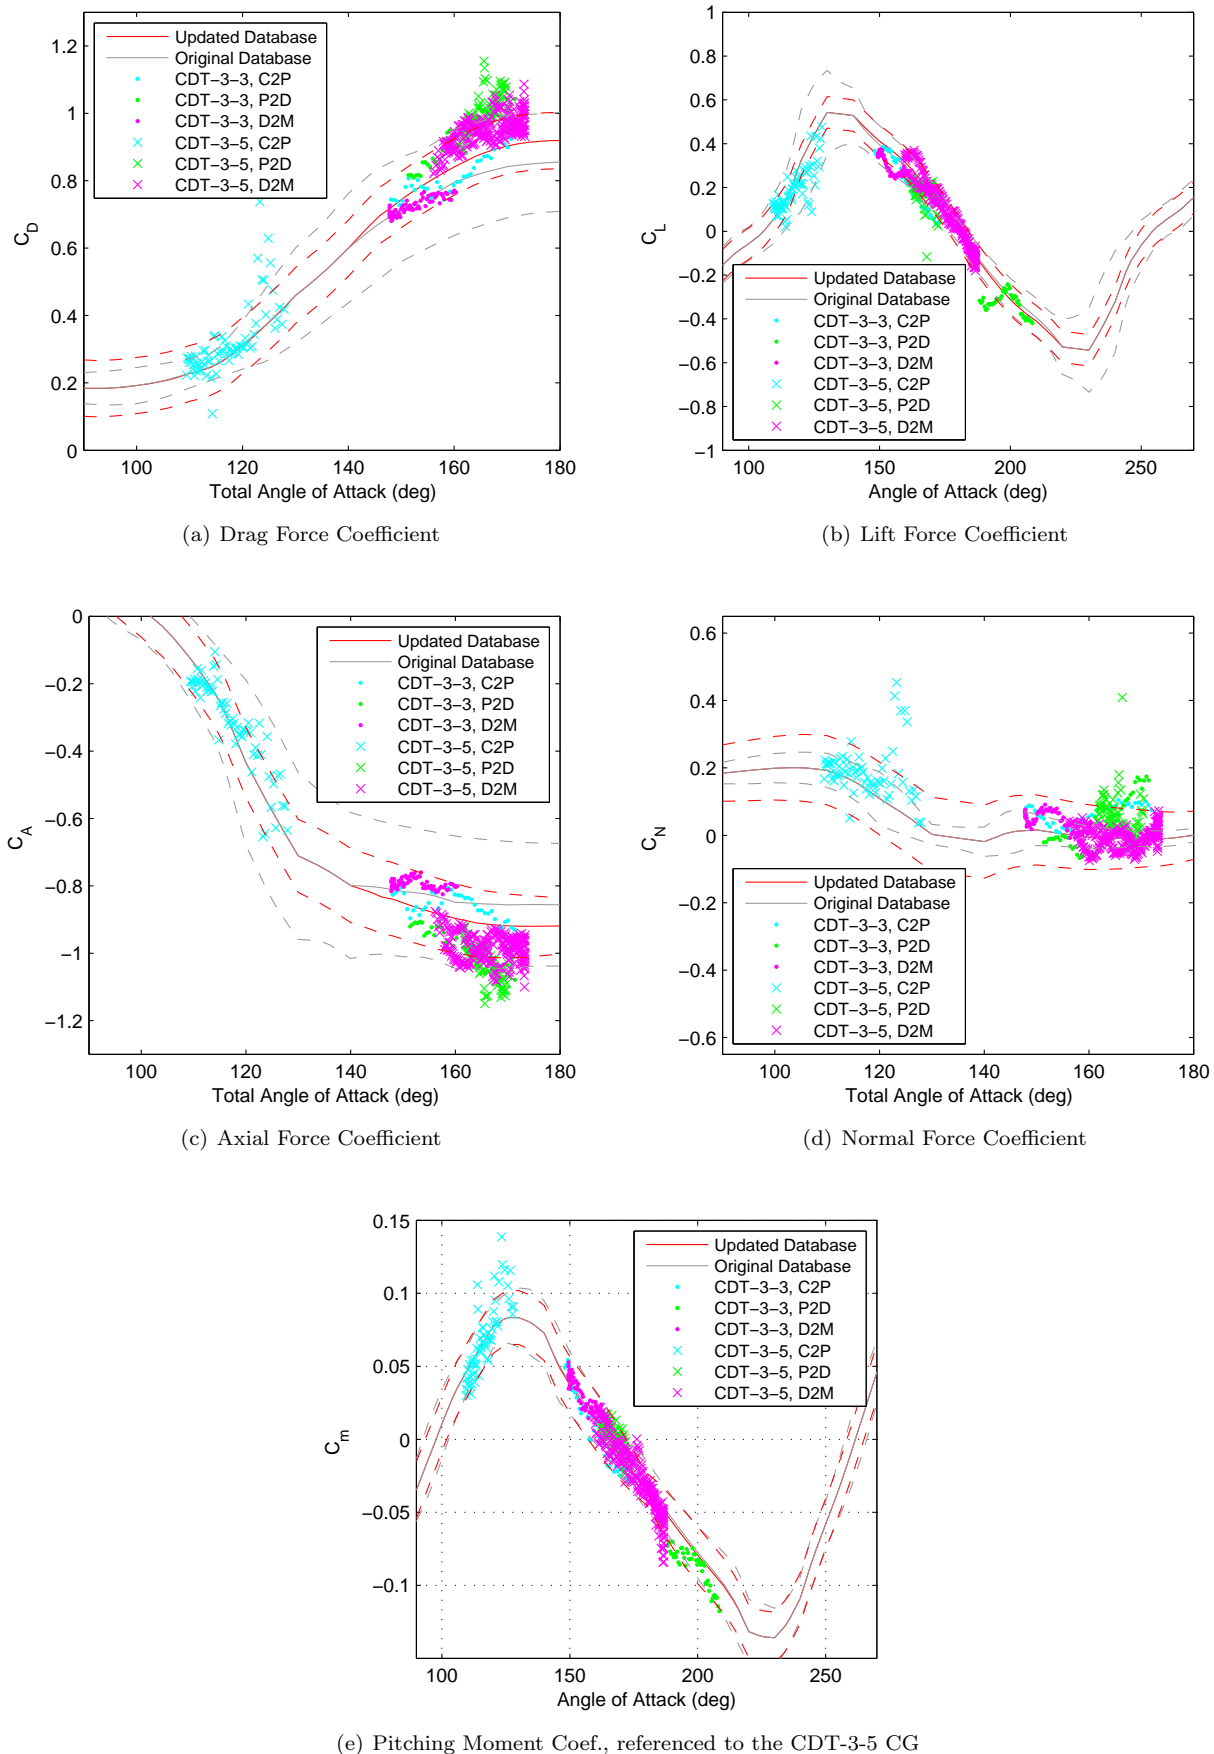 1.2
1
0.8
0.6
0.4
0.2
0
C_D
Updated Database
Original Database
CDT−3−3, C2P
CDT−3−3, P2D
CDT−3−3, D2M
CDT−3−5, C2P
CDT−3−5, P2D
CDT−3−5, D2M
100 120 140 160 180
Total Angle of Attack (deg)
(a) Drag Force Coefficient
1
0.8
0.6
0.4
0.2
0
−0.2
−0.4
−0.6
−0.8
−1
C_L
Updated Database
Original Database
CDT−3−3, C2P
CDT−3−3, P2D
CDT−3−3, D2M
CDT−3−5, C2P
CDT−3−5, P2D
CDT−3−5, D2M
100 150 200 250
Angle of Attack (deg)
(b) Lift Force Coefficient
0
−0.2
−0.4
−0.6
−0.8
−1
−1.2
C_A
Updated Database
Original Database
CDT−3−3, C2P
CDT−3−3, P2D
CDT−3−3, D2M
CDT−3−5, C2P
CDT−3−5, P2D
CDT−3−5, D2M
100 120 140 160 180
Total Angle of Attack (deg)
(c) Axial Force Coefficient
0.6
0.4
0.2
0
−0.2
−0.4
−0.6
C_N
Updated Database
Original Database
CDT−3−3, C2P
CDT−3−3, P2D
CDT−3−3, D2M
CDT−3−5, C2P
CDT−3−5, P2D
CDT−3−5, D2M
100 120 140 160 180
Total Angle of Attack (deg)
(d) Normal Force Coefficient
0.15
0.1
0.05
0
−0.05
−0.1
C_m
Updated Database
Original Database
CDT−3−3, C2P
CDT−3−3, P2D
CDT−3−3, D2M
CDT−3−5, C2P
CDT−3−5, P2D
CDT−3−5, D2M
100 150 200 250
Angle of Attack (deg)
(e) Pitching Moment Coef., referenced to the CDT-3-5 CG